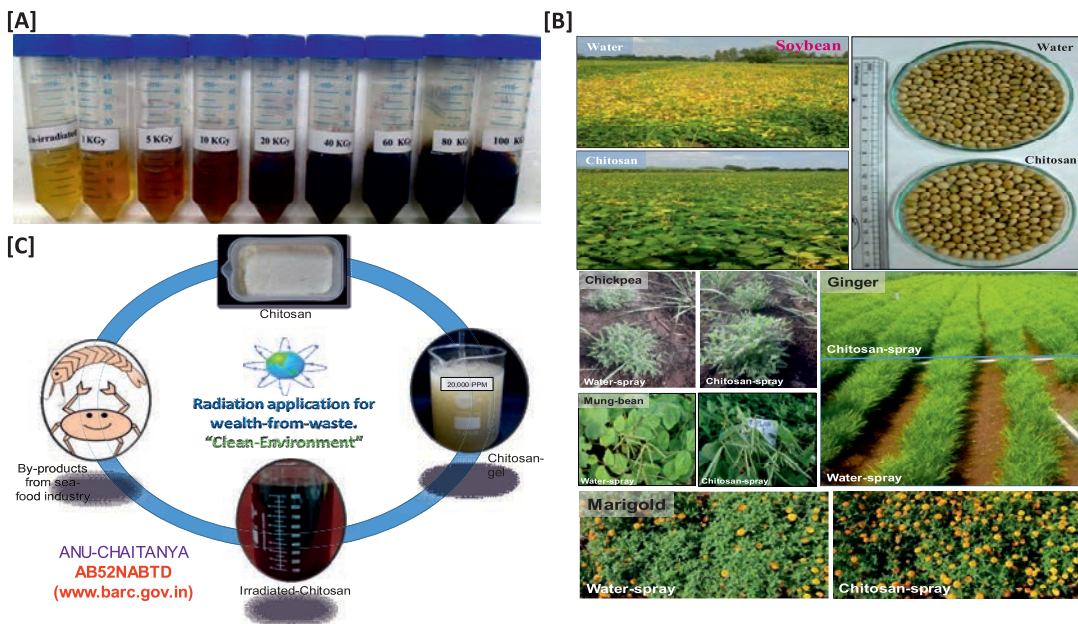 [A]
Un-irradiated
1 KGy
5 KGy
10 KGy
20 KGy
40 KGy
60 KGy
80 KGy
100 KGy
[B]
Water
Soybean
Chitosan
Water
Chitosan
Chickpea
Water-spray
Chitosan-spray
Ginger
Chitosan-spray
Water-spray
Mung-bean
Water-spray
Chitosan-spray
Marigold
Water-spray
Chitosan-spray
[C]
Chitosan
20,000 PPM
Chitosan-
gel
Radiation application for
wealth-from-waste.
“Clean-Environment”
By-products
from sea-
food industry
Irradiated-Chitosan
ANU-CHAITANYA
AB52NABTD
(www.barc.gov.in)